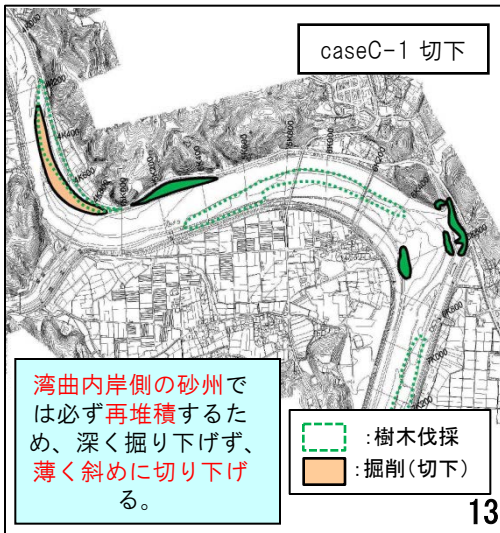 caseC-1 切下
湾曲内岸側の砂州で
は必ず再堆積するた
め、深く掘り下げず、
薄く斜めに切り下げ
る。
:樹木伐採
:掘削(切下)
13